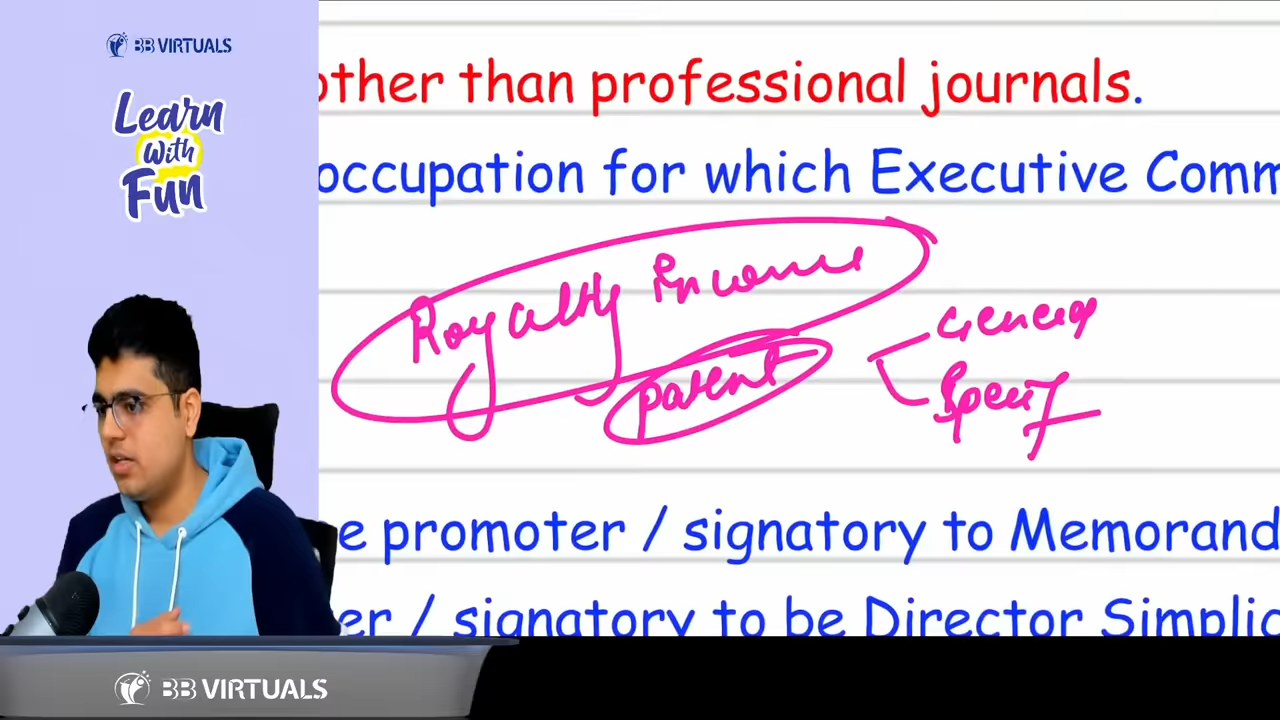 BB VIRTUALS
Learn
With
Fun
other than professional journals.
occupation for which Executive Comm
Royalty Income
patent
General
Specif
e promoter / signatory to Memorand
er / signatory to be Director Simplic
BB VIRTUALS